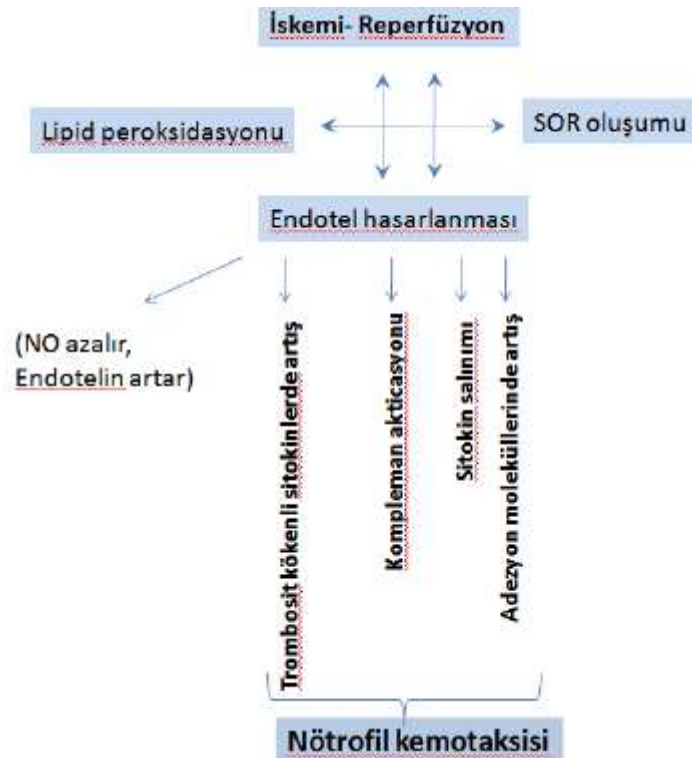 İskemi- Reperfüzyon
Lipid peroksidasyonu
SOR oluşumu
Endotel hasarlanması
(NO azalır,
Endotelin artar)
Trombosit kökenli sitokinlerde artış
Kompleman akticasyonu
Sitokin salınımı
Adezyon moleküllerinde artış
Nötrofil kemotaksisi